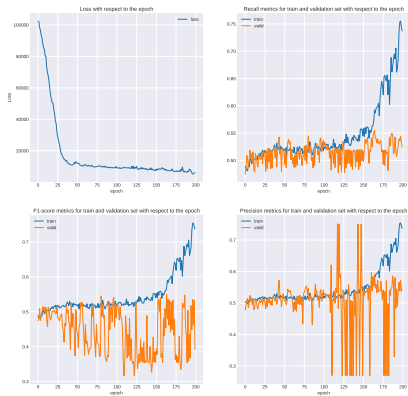 Loss with respect to the epoch
loss
100000
80000
60000
40000
20000
Loss
0 25 50 75 100 125 150 175 200
epoch
Recall metrics for train and validation set with respect to the epoch
train
valid
0.75
0.70
0.65
0.60
0.55
0.50
0 25 50 75 100 125 150 175 200
epoch
F1-score metrics for train and validation set with respect to the epoch
train
valid
0.7
0.6
0.5
0.4
0.3
0 25 50 75 100 125 150 175 200
epoch
Precision metrics for train and validation set with respect to the epoch
train
valid
0.7
0.6
0.5
0.4
0.3
0 25 50 75 100 125 150 175 200
epoch